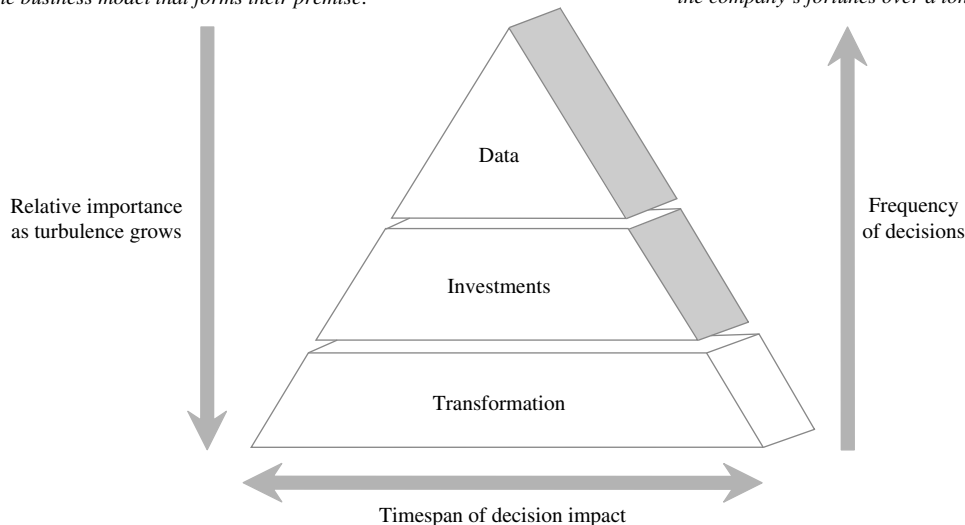 the business model that forms their premise.
the company's fortunes over a lon
Data
Relative importance
as turbulence grows
Frequency
of decisions
Investments
Transformation
Timespan of decision impact